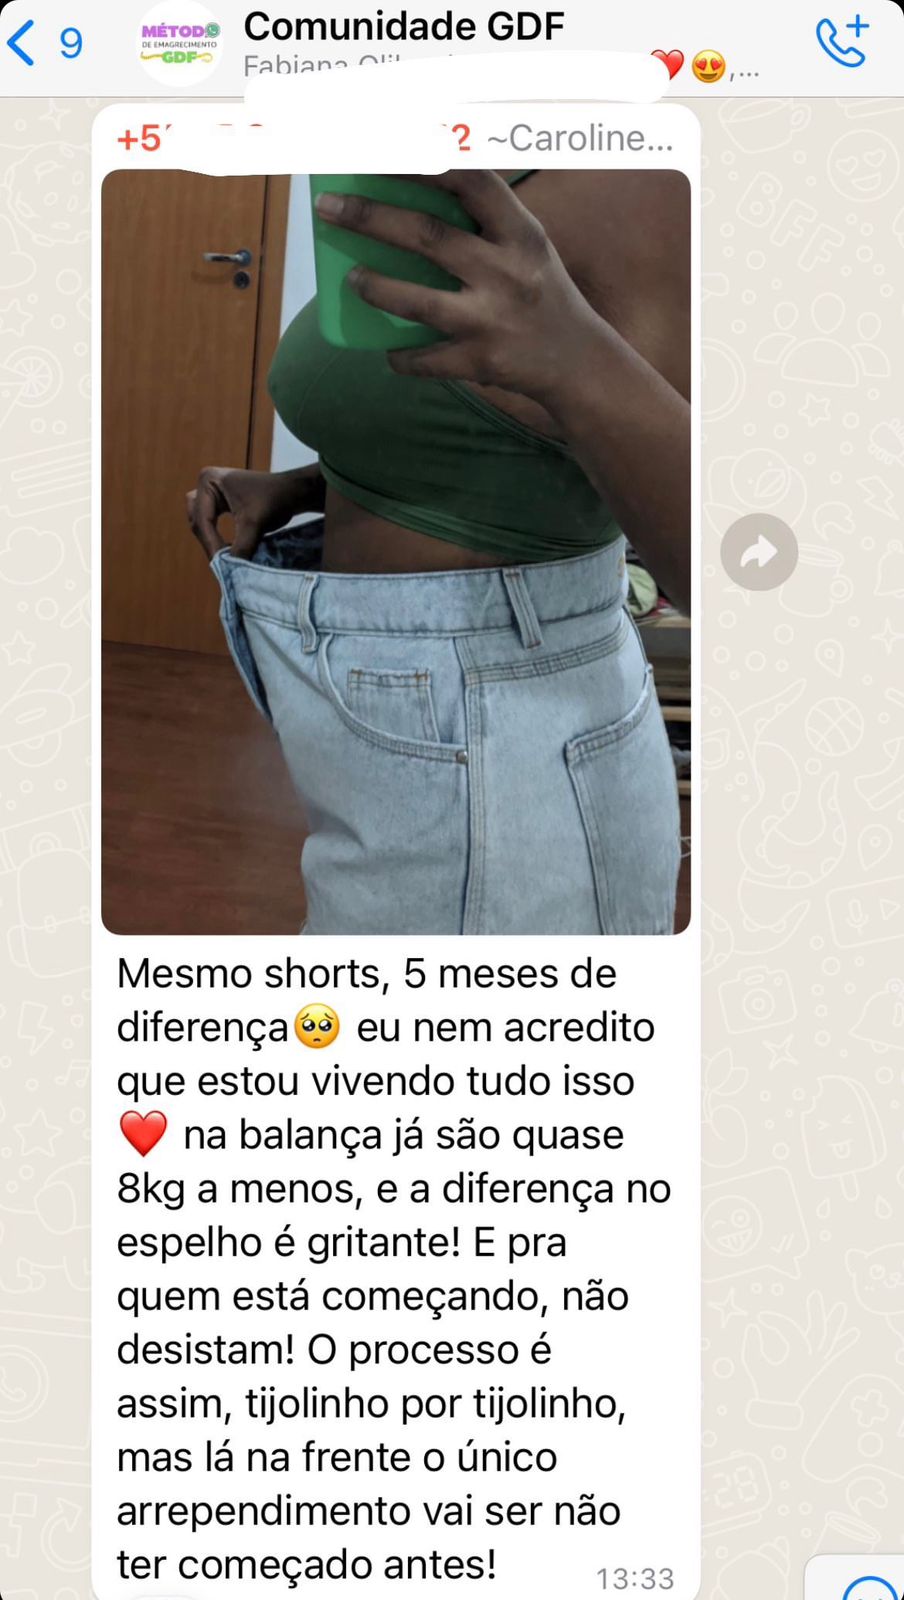 9
MÉTODO
DE EMAGRECIMENTO
GDF
Comunidade GDF
Fabiana
,...
+5
2 ~Caroline...
Mesmo shorts, 5 meses de
diferença🥺 eu nem acredito
que estou vivendo tudo isso
❤️ na balança já são quase
8kg a menos, e a diferença no
espelho é gritante! E pra
quem está começando, não
desistam! O processo é
assim, tijolinho por tijolinho,
mas lá na frente o único
arrependimento vai ser não
ter começado antes!
13:33